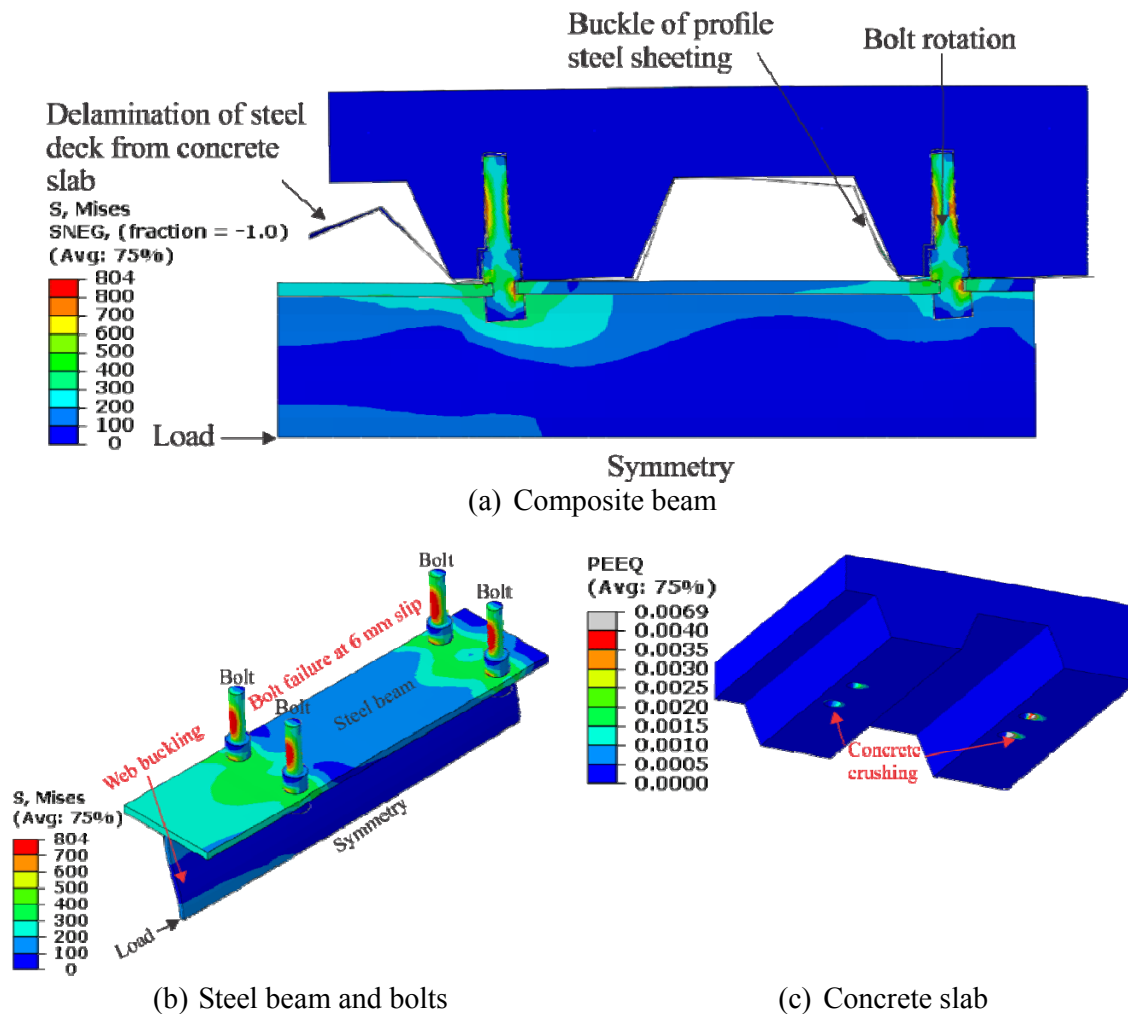 Buckle of profile
steel sheeting
Bolt rotation
Delamination of steel
deck from concrete
slab
S, Mises
SNEG, (fraction = -1.0)
(Avg: 75%)
804
800
700
600
500
400
300
200
100
0
Load
Symmetry
(a) Composite beam
Bolt
Bolt
Bolt
Bolt
Bolt failure at 6 mm slip
Steel beam
Web buckling
Symmetry
S, Mises
(Avg: 75%)
804
700
600
500
400
300
200
100
0
Load
(b) Steel beam and bolts
PEEQ
(Avg: 75%)
0.0069
0.0040
0.0035
0.0030
0.0025
0.0020
0.0015
0.0010
0.0005
0.0000
Concrete
crushing
(c) Concrete slab